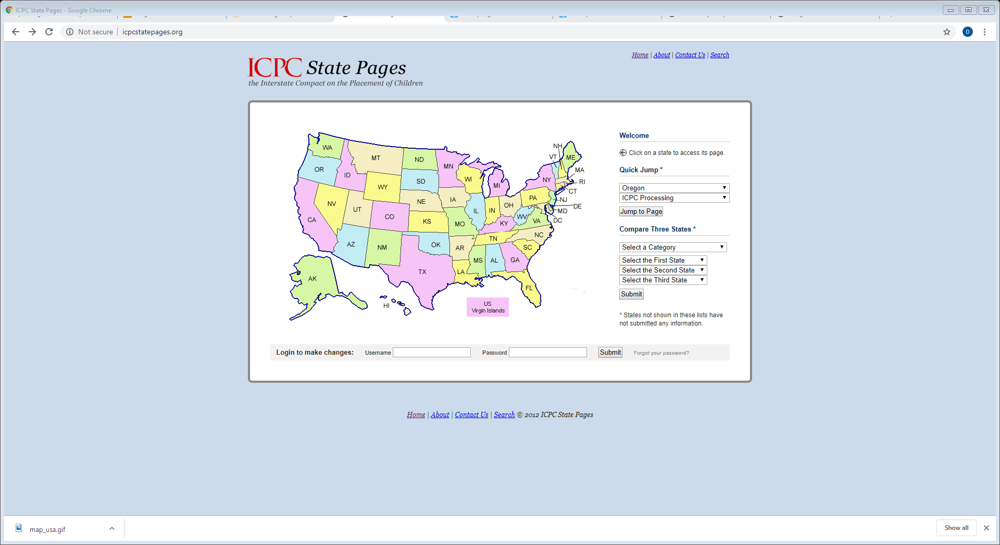 ICPC State Pages - Google Chrome
Not secure icpcstatepages.org
D
Home | About | Contact Us | Search
ICPC State Pages
the Interstate Compact on the Placement of Children
WA
OR
ID
MT
ND
MN
SD
WY
WI
MI
NY
NH
VT
ME
MA
RI
CT
NJ
DE
MD
DC
PA
NV
UT
CA
CO
NE
IA
KS
IL
IN
OH
WV
VA
KY
MO
TN
NC
SC
AZ
NM
OK
AR
TX
LA
MS
AL
GA
FL
AK
HI
US
Virgin Islands
Welcome
Click on a state to access its page.
Quick Jump *
Oregon
ICPC Processing
Jump to Page
Compare Three States *
Select a Category
Select the First State
Select the Second State
Select the Third State
Submit
* States not shown in these lists have
not submitted any information.
Login to make changes: Username Password Submit Forgot your password?
Home | About | Contact Us | Search © 2012 ICPC State Pages
map_usa.gif
Show all